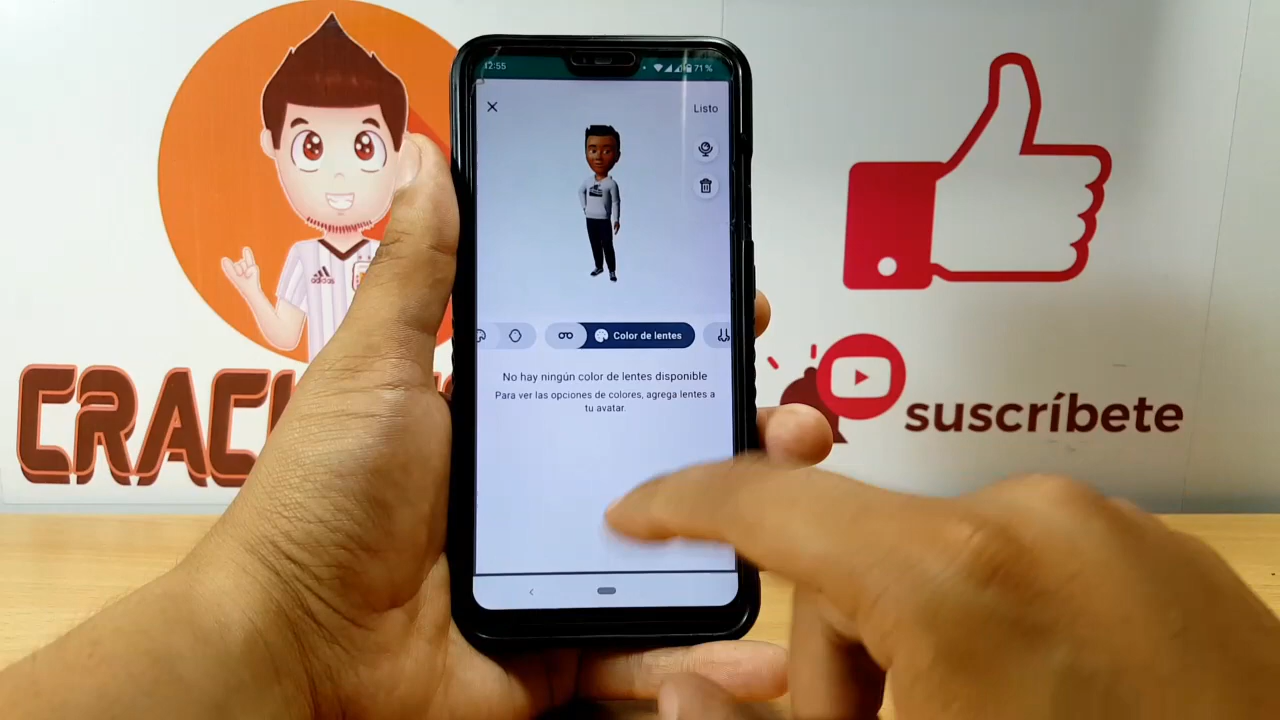 12:55
71 %
Listo
Color de lentes
No hay ningún color de lentes disponible
Para ver las opciones de colores, agrega lentes a
tu avatar.
adidas
suscríbete